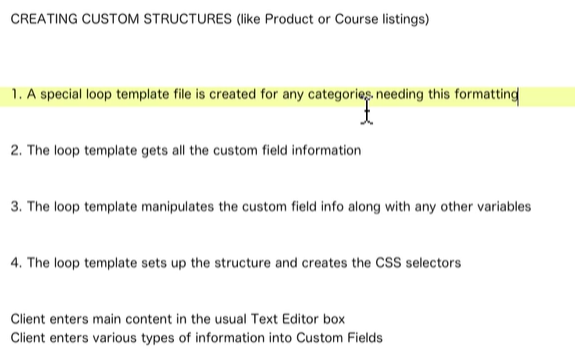 CREATING CUSTOM STRUCTURES (like Product or Course listings)
1. A special loop template file is created for any categories needing this formatting
2. The loop template gets all the custom field information
3. The loop template manipulates the custom field info along with any other variables
4. The loop template sets up the structure and creates the CSS selectors
Client enters main content in the usual Text Editor box
Client enters various types of information into Custom Fields